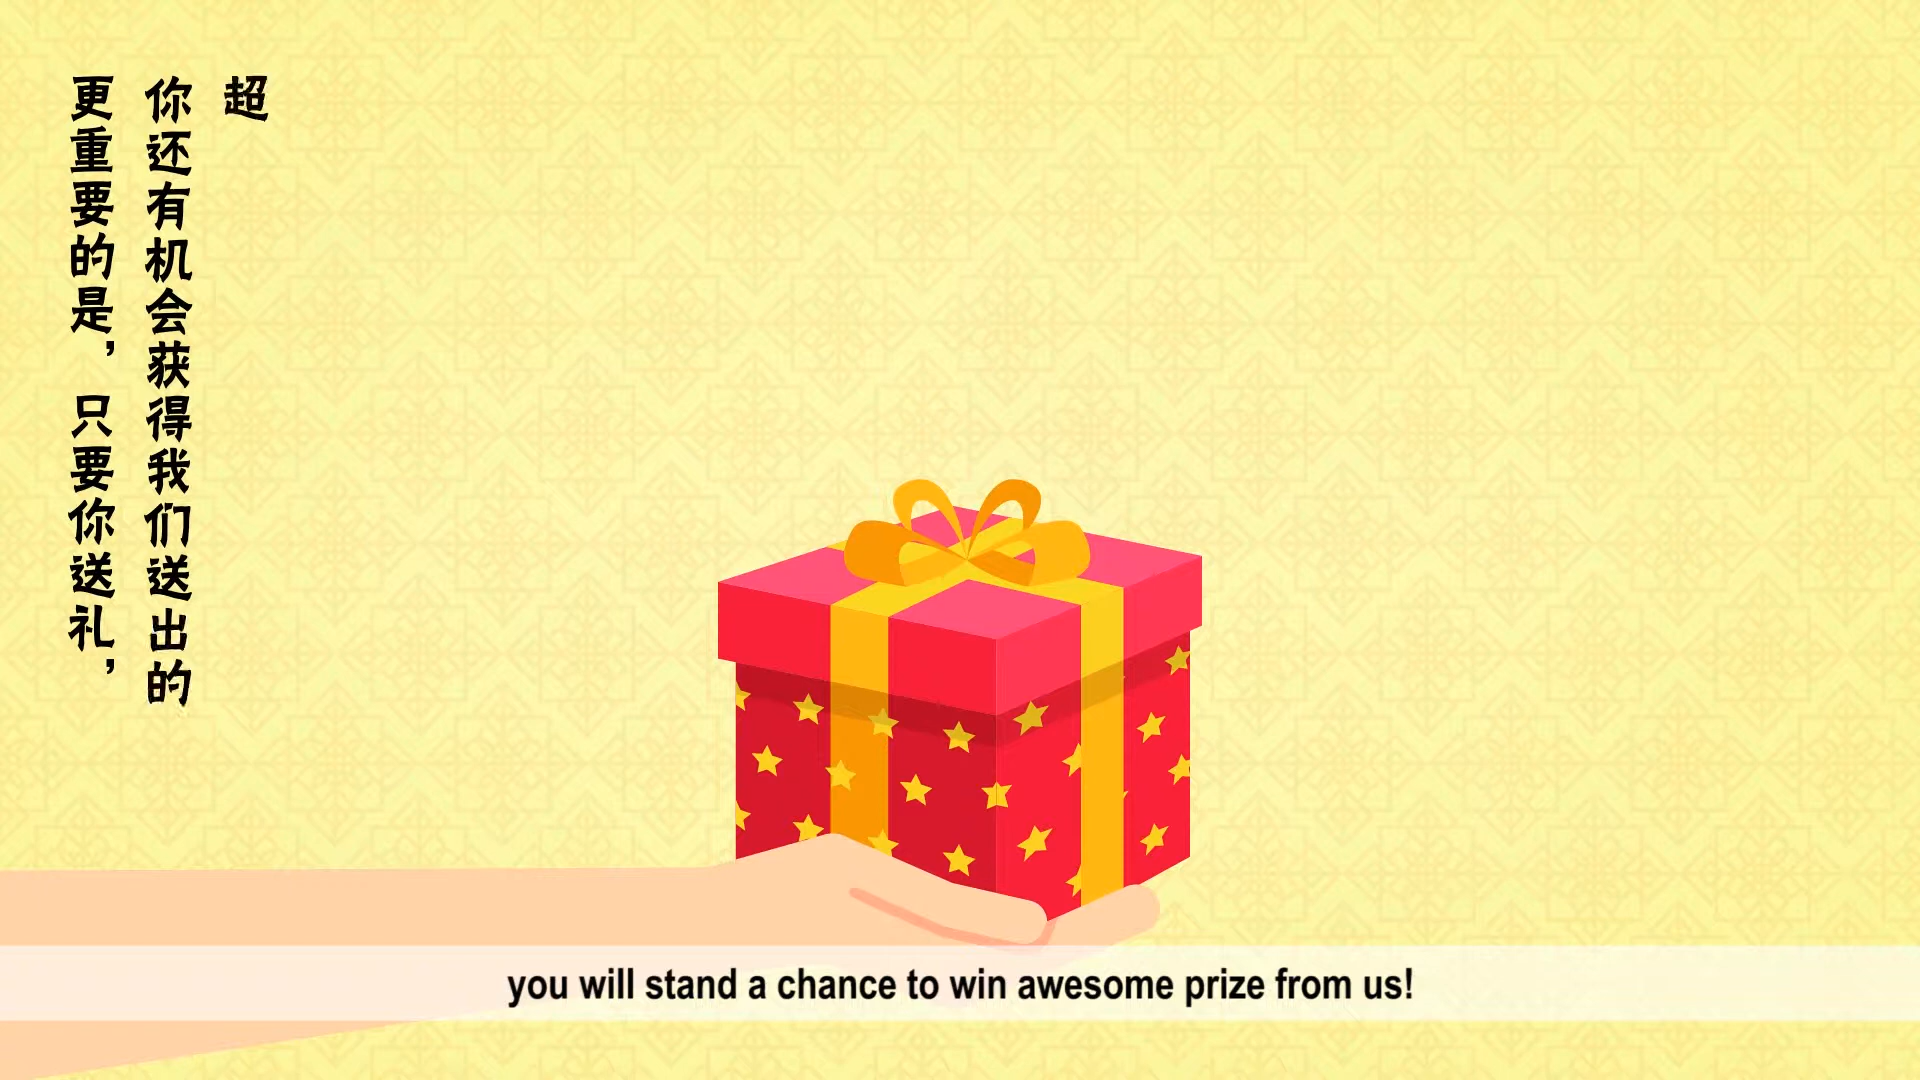 更重要的是，只要你送礼，
你还有机会获得我们送出的
超
you will stand a chance to win awesome prize from us!